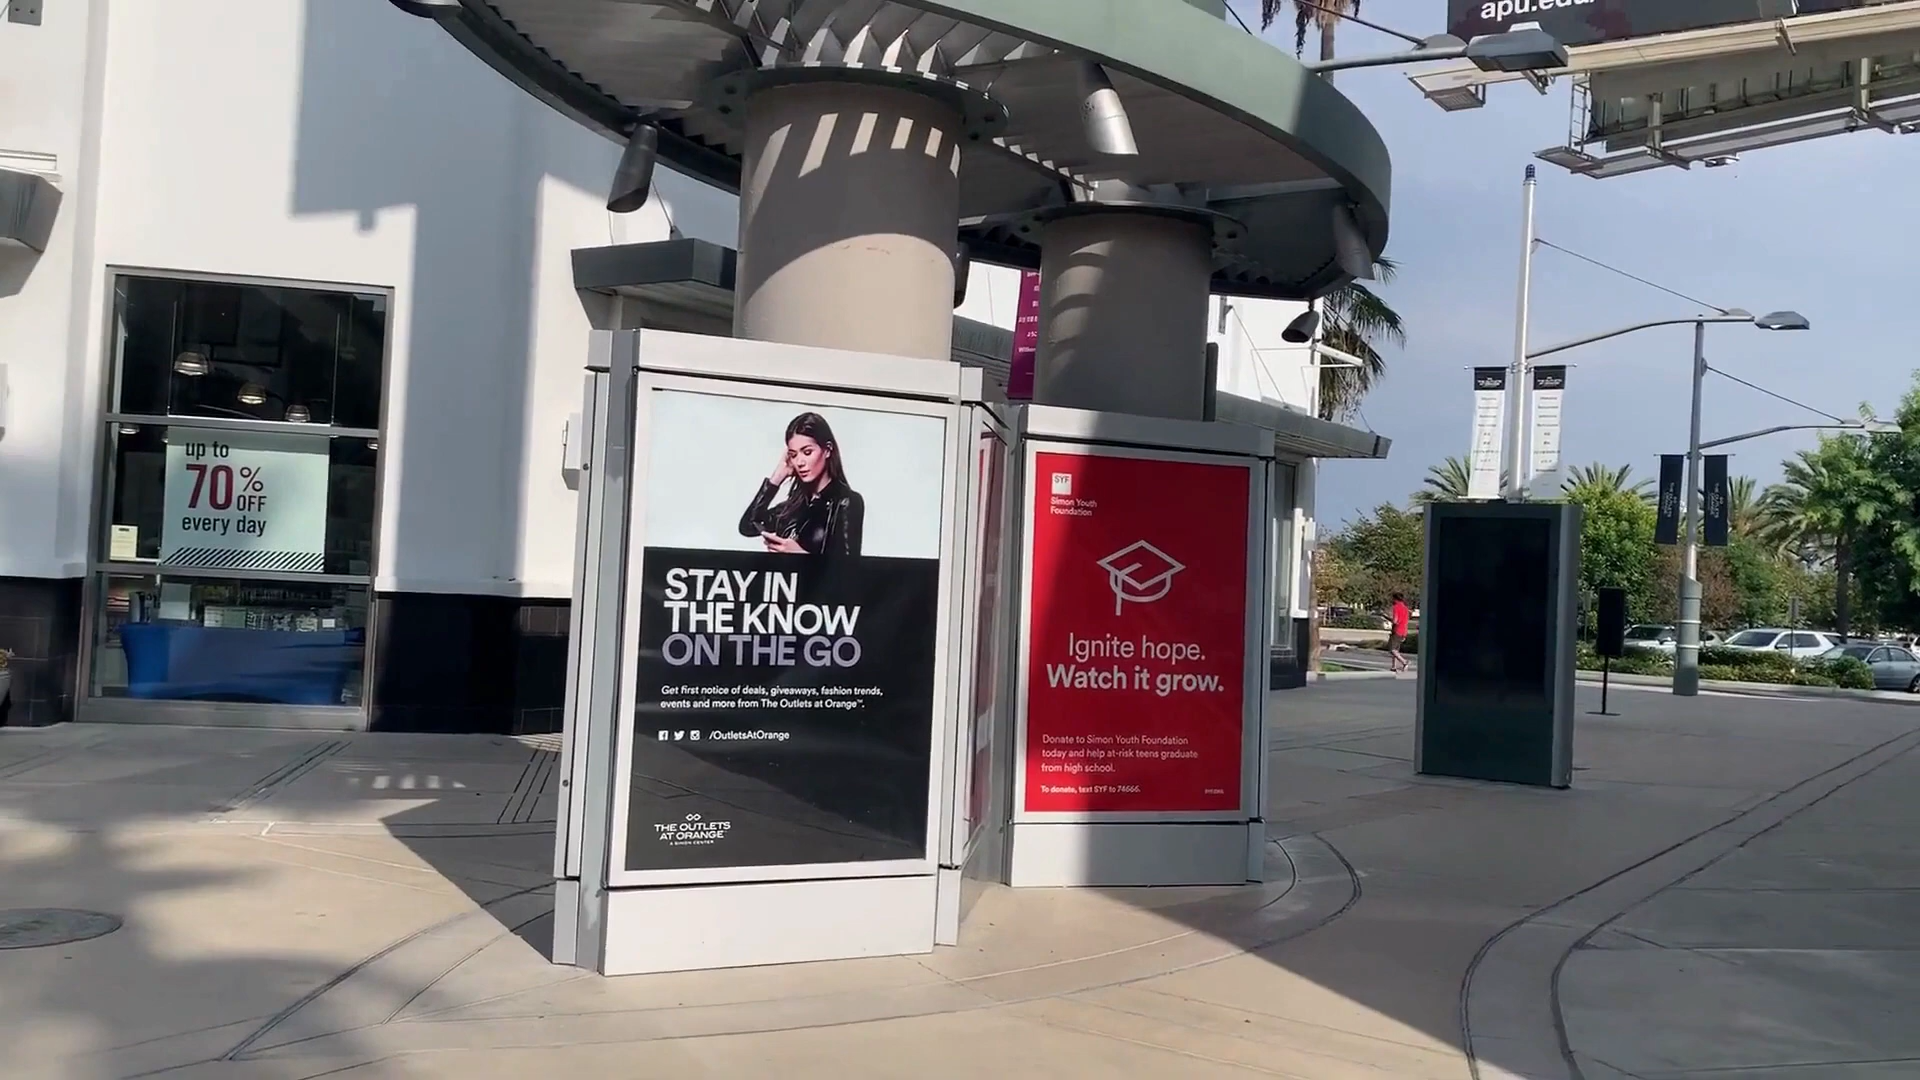 apu.edu/
up to
70% OFF
every day
STAY IN
THE KNOW
ON THE GO
Get first notice of deals, giveaways, fashion trends,
events and more from The Outlets at Orange™.
/OutletsAtOrange
THE OUTLETS
AT ORANGE
A SIMON CENTER
SYF
Simon Youth
Foundation
Ignite hope.
Watch it grow.
Donate to Simon Youth Foundation
today and help at-risk teens graduate
from high school.
To donate, text SYF to 74666.